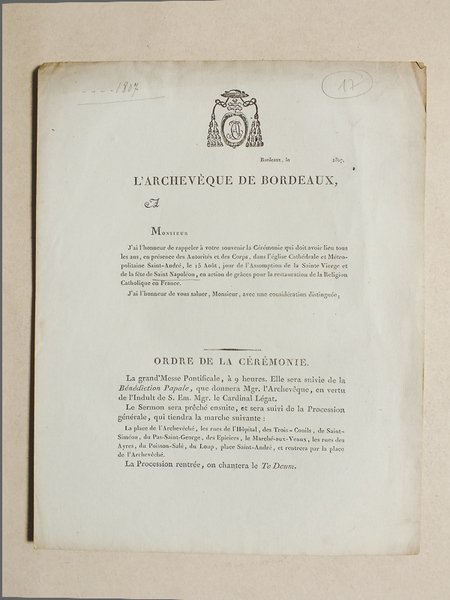 1807
17
Bordeaux, le 1807.
L'ARCHEVÊQUE DE BORDEAUX,
A
MONSIEUR
J'ai l'honneur de rappeler à votre souvenir la Cérémonie qui doit avoir lieu tous
les ans, en présence des Autorités et des Corps, dans l'église Cathédrale et Métro-
politaine Saint-André, le 15 Août, jour de l'Assomption de la Sainte Vierge et
de la fête de Saint Napoléon, en action de grâces pour la restauration de la Religion
Catholique en France.
J'ai l'honneur de vous saluer, Monsieur, avec une considération distinguée,
ORDRE DE LA CÉRÉMONIE.
La grand'Messe Pontificale, à 9 heures. Elle sera suivie de la
Bénédiction Papale, que donnera Mgr. l'Archevêque, en vertu
de l'Indult de S. Em. Mgr. le Cardinal Légat.
Le Sermon sera prêché ensuite, et sera suivi de la Procession
générale, qui tiendra la marche suivante :
La place de l'Archevêché, les rues de l'Hôpital, des Trois-Conils, de Saint-
Siméon, du Pas-Saint-George, des Epiciers, le Marché-aux-Veaux, les rues des
Ayres, du Poisson-Salé, du Loup, place Saint-André, et rentrera par la place
de l'Archevêché.
La Procession rentrée, on chantera le Te Deum.